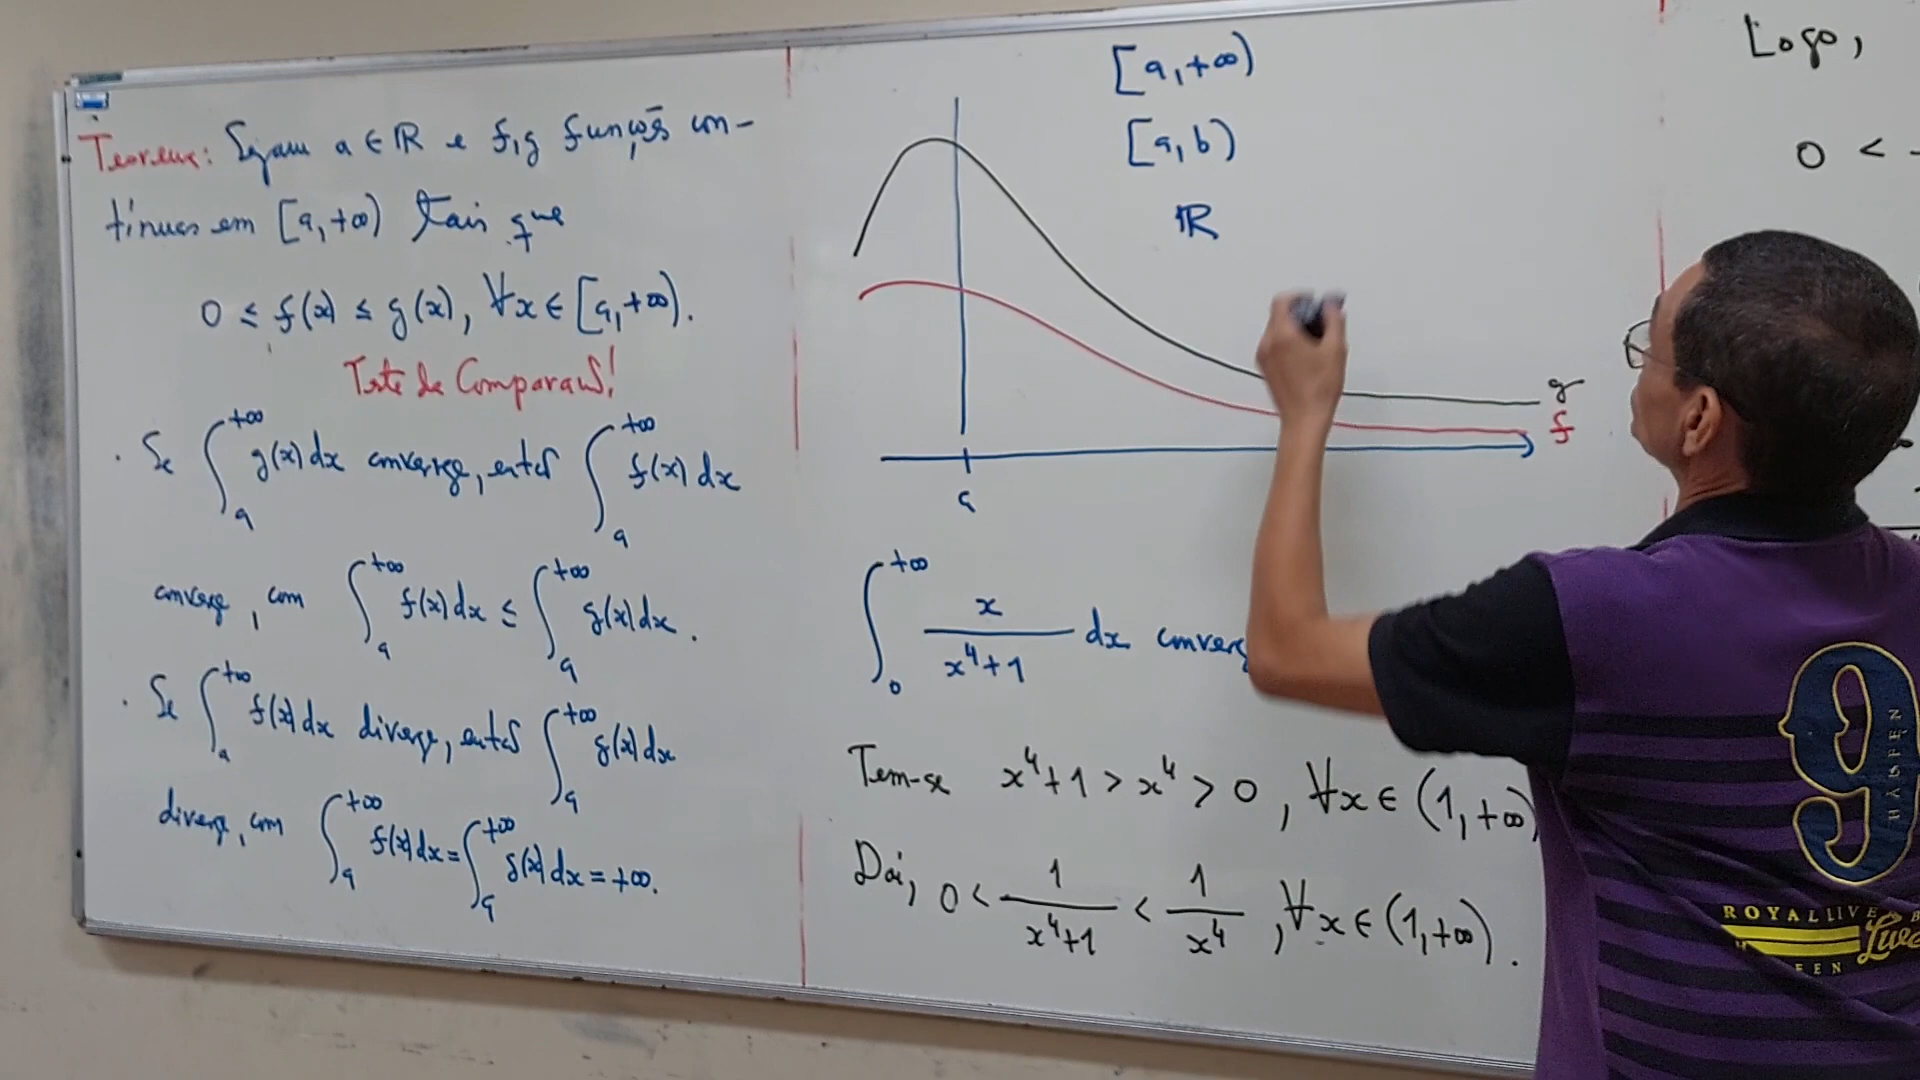 Teorema: Sejam a ∈ ℝ e f,g funções con-
tínuas em [a,+∞) tais que
0 ≤ f(x) ≤ g(x), ∀x ∈ [a,+∞).
Teste da Comparação!
. Se ∫_a^{+∞} g(x)dx converge, então ∫_a^{+∞} f(x)dx
converge, com ∫_a^{+∞} f(x)dx ≤ ∫_a^{+∞} g(x)dx.
. Se ∫_a^{+∞} f(x)dx diverge, então ∫_a^{+∞} g(x)dx
diverge, com ∫_a^{+∞} f(x)dx = ∫_a^{+∞} g(x)dx = +∞.
[a,+∞)
[a,b)
ℝ
g
f
a
∫_0^{+∞} x/(x⁴+1) dx converg
Tem-se x⁴+1 > x⁴ > 0, ∀x ∈ (1,+∞)
Daí, 0 < 1/(x⁴+1) < 1/x⁴, ∀x ∈ (1,+∞).
Logo,
0 <
9
ROYAL LIVE